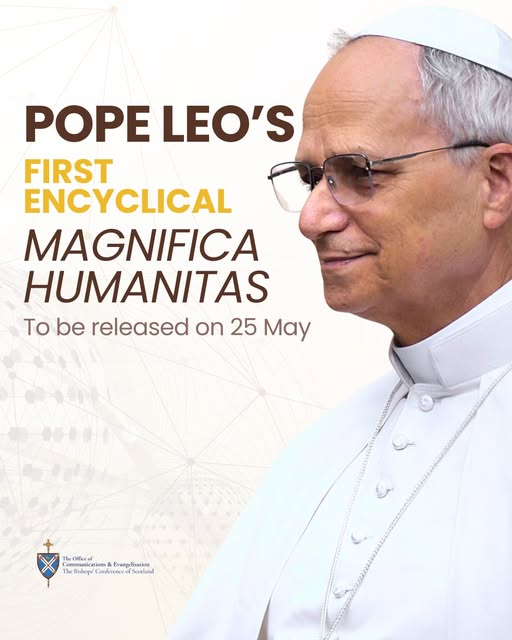 POPE LEO'S
FIRST
ENCYCLICAL
MAGNIFICA
HUMANITAS
To be released on 25 May
The Office of
Communications & Evangelisation
The Bishops' Conference of Scotland